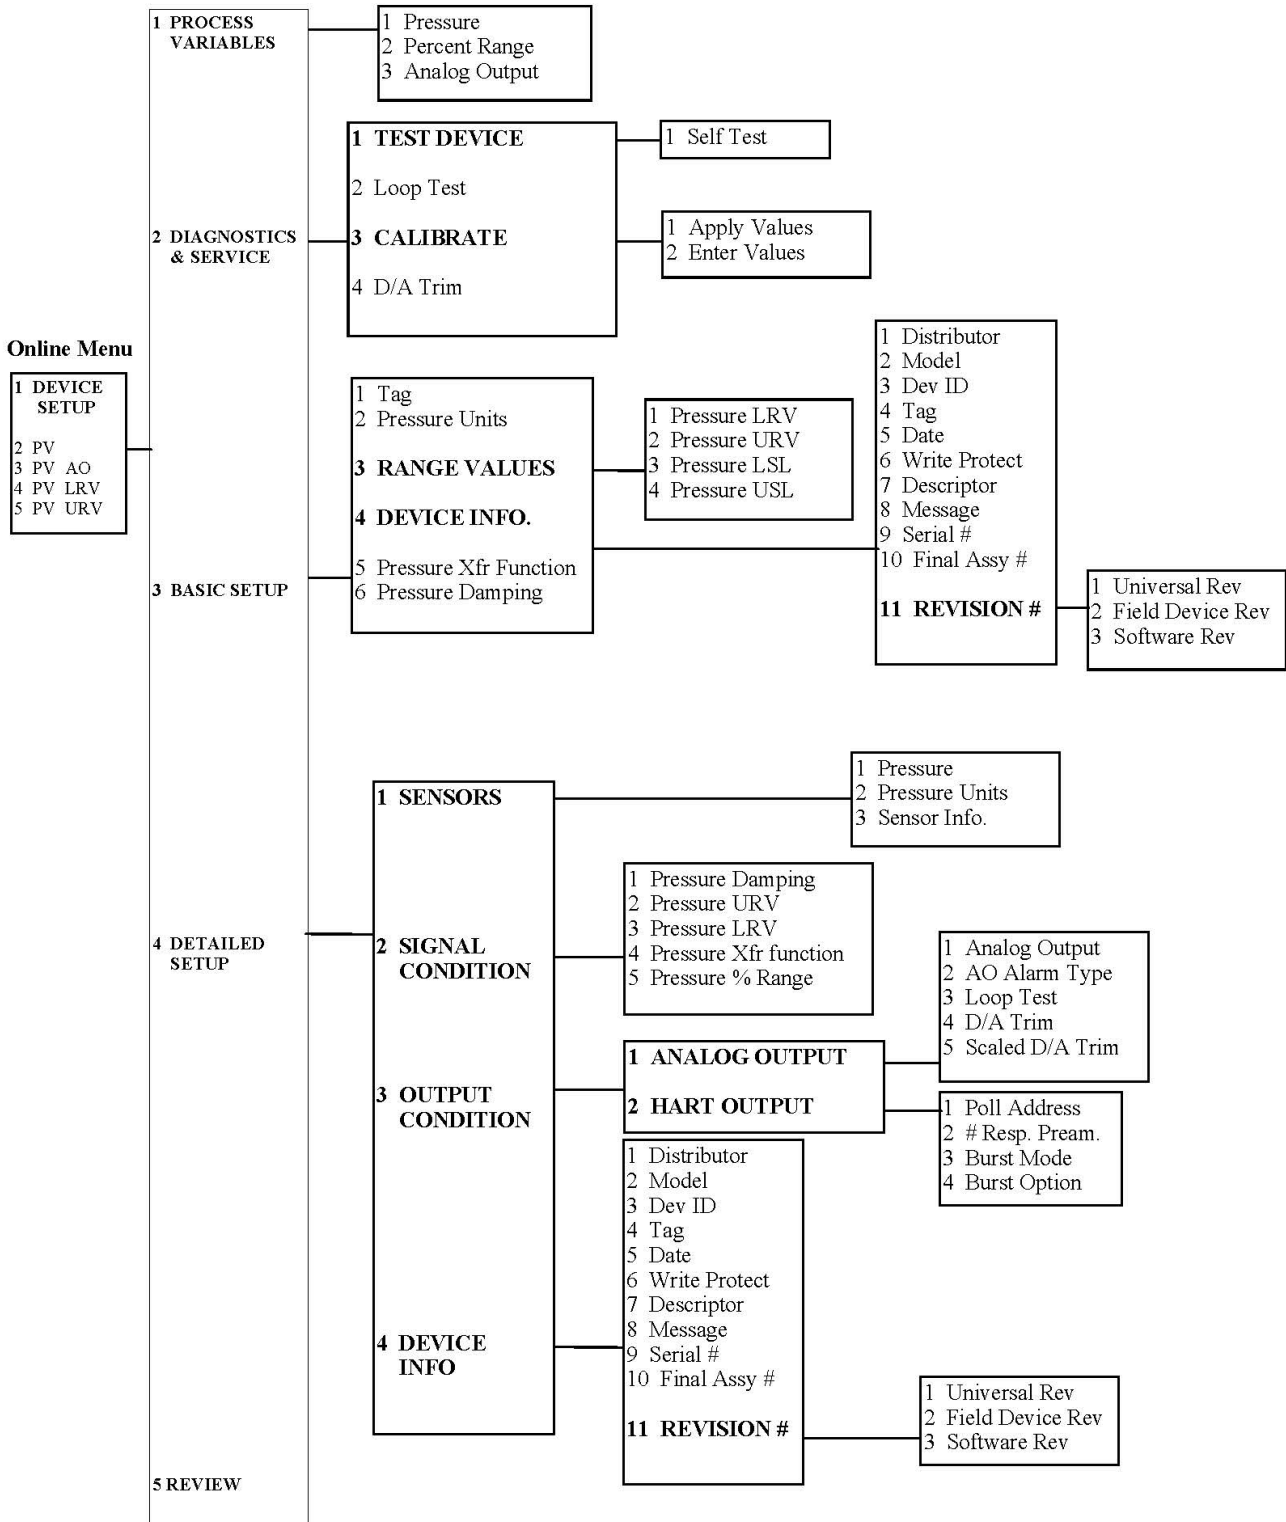 Online Menu
1 DEVICE
SETUP
2 PV
3 PV AO
4 PV LRV
5 PV URV
1 PROCESS
VARIABLES
2 DIAGNOSTICS
& SERVICE
3 BASIC SETUP
4 DETAILED
SETUP
5 REVIEW
1 Pressure
2 Percent Range
3 Analog Output
1 TEST DEVICE
2 Loop Test
3 CALIBRATE
4 D/A Trim
1 Self Test
1 Apply Values
2 Enter Values
1 Tag
2 Pressure Units
3 RANGE VALUES
4 DEVICE INFO.
5 Pressure Xfr Function
6 Pressure Damping
1 Pressure LRV
2 Pressure URV
3 Pressure LSL
4 Pressure USL
1 Distributor
2 Model
3 Dev ID
4 Tag
5 Date
6 Write Protect
7 Descriptor
8 Message
9 Serial #
10 Final Assy #
11 REVISION #
1 Universal Rev
2 Field Device Rev
3 Software Rev
1 SENSORS
2 SIGNAL
CONDITION
3 OUTPUT
CONDITION
4 DEVICE
INFO
1 Pressure
2 Pressure Units
3 Sensor Info.
1 Pressure Damping
2 Pressure URV
3 Pressure LRV
4 Pressure Xfr function
5 Pressure % Range
1 ANALOG OUTPUT
2 HART OUTPUT
1 Analog Output
2 AO Alarm Type
3 Loop Test
4 D/A Trim
5 Scaled D/A Trim
1 Poll Address
2 # Resp. Pream.
3 Burst Mode
4 Burst Option
1 Distributor
2 Model
3 Dev ID
4 Tag
5 Date
6 Write Protect
7 Descriptor
8 Message
9 Serial #
10 Final Assy #
11 REVISION #
1 Universal Rev
2 Field Device Rev
3 Software Rev